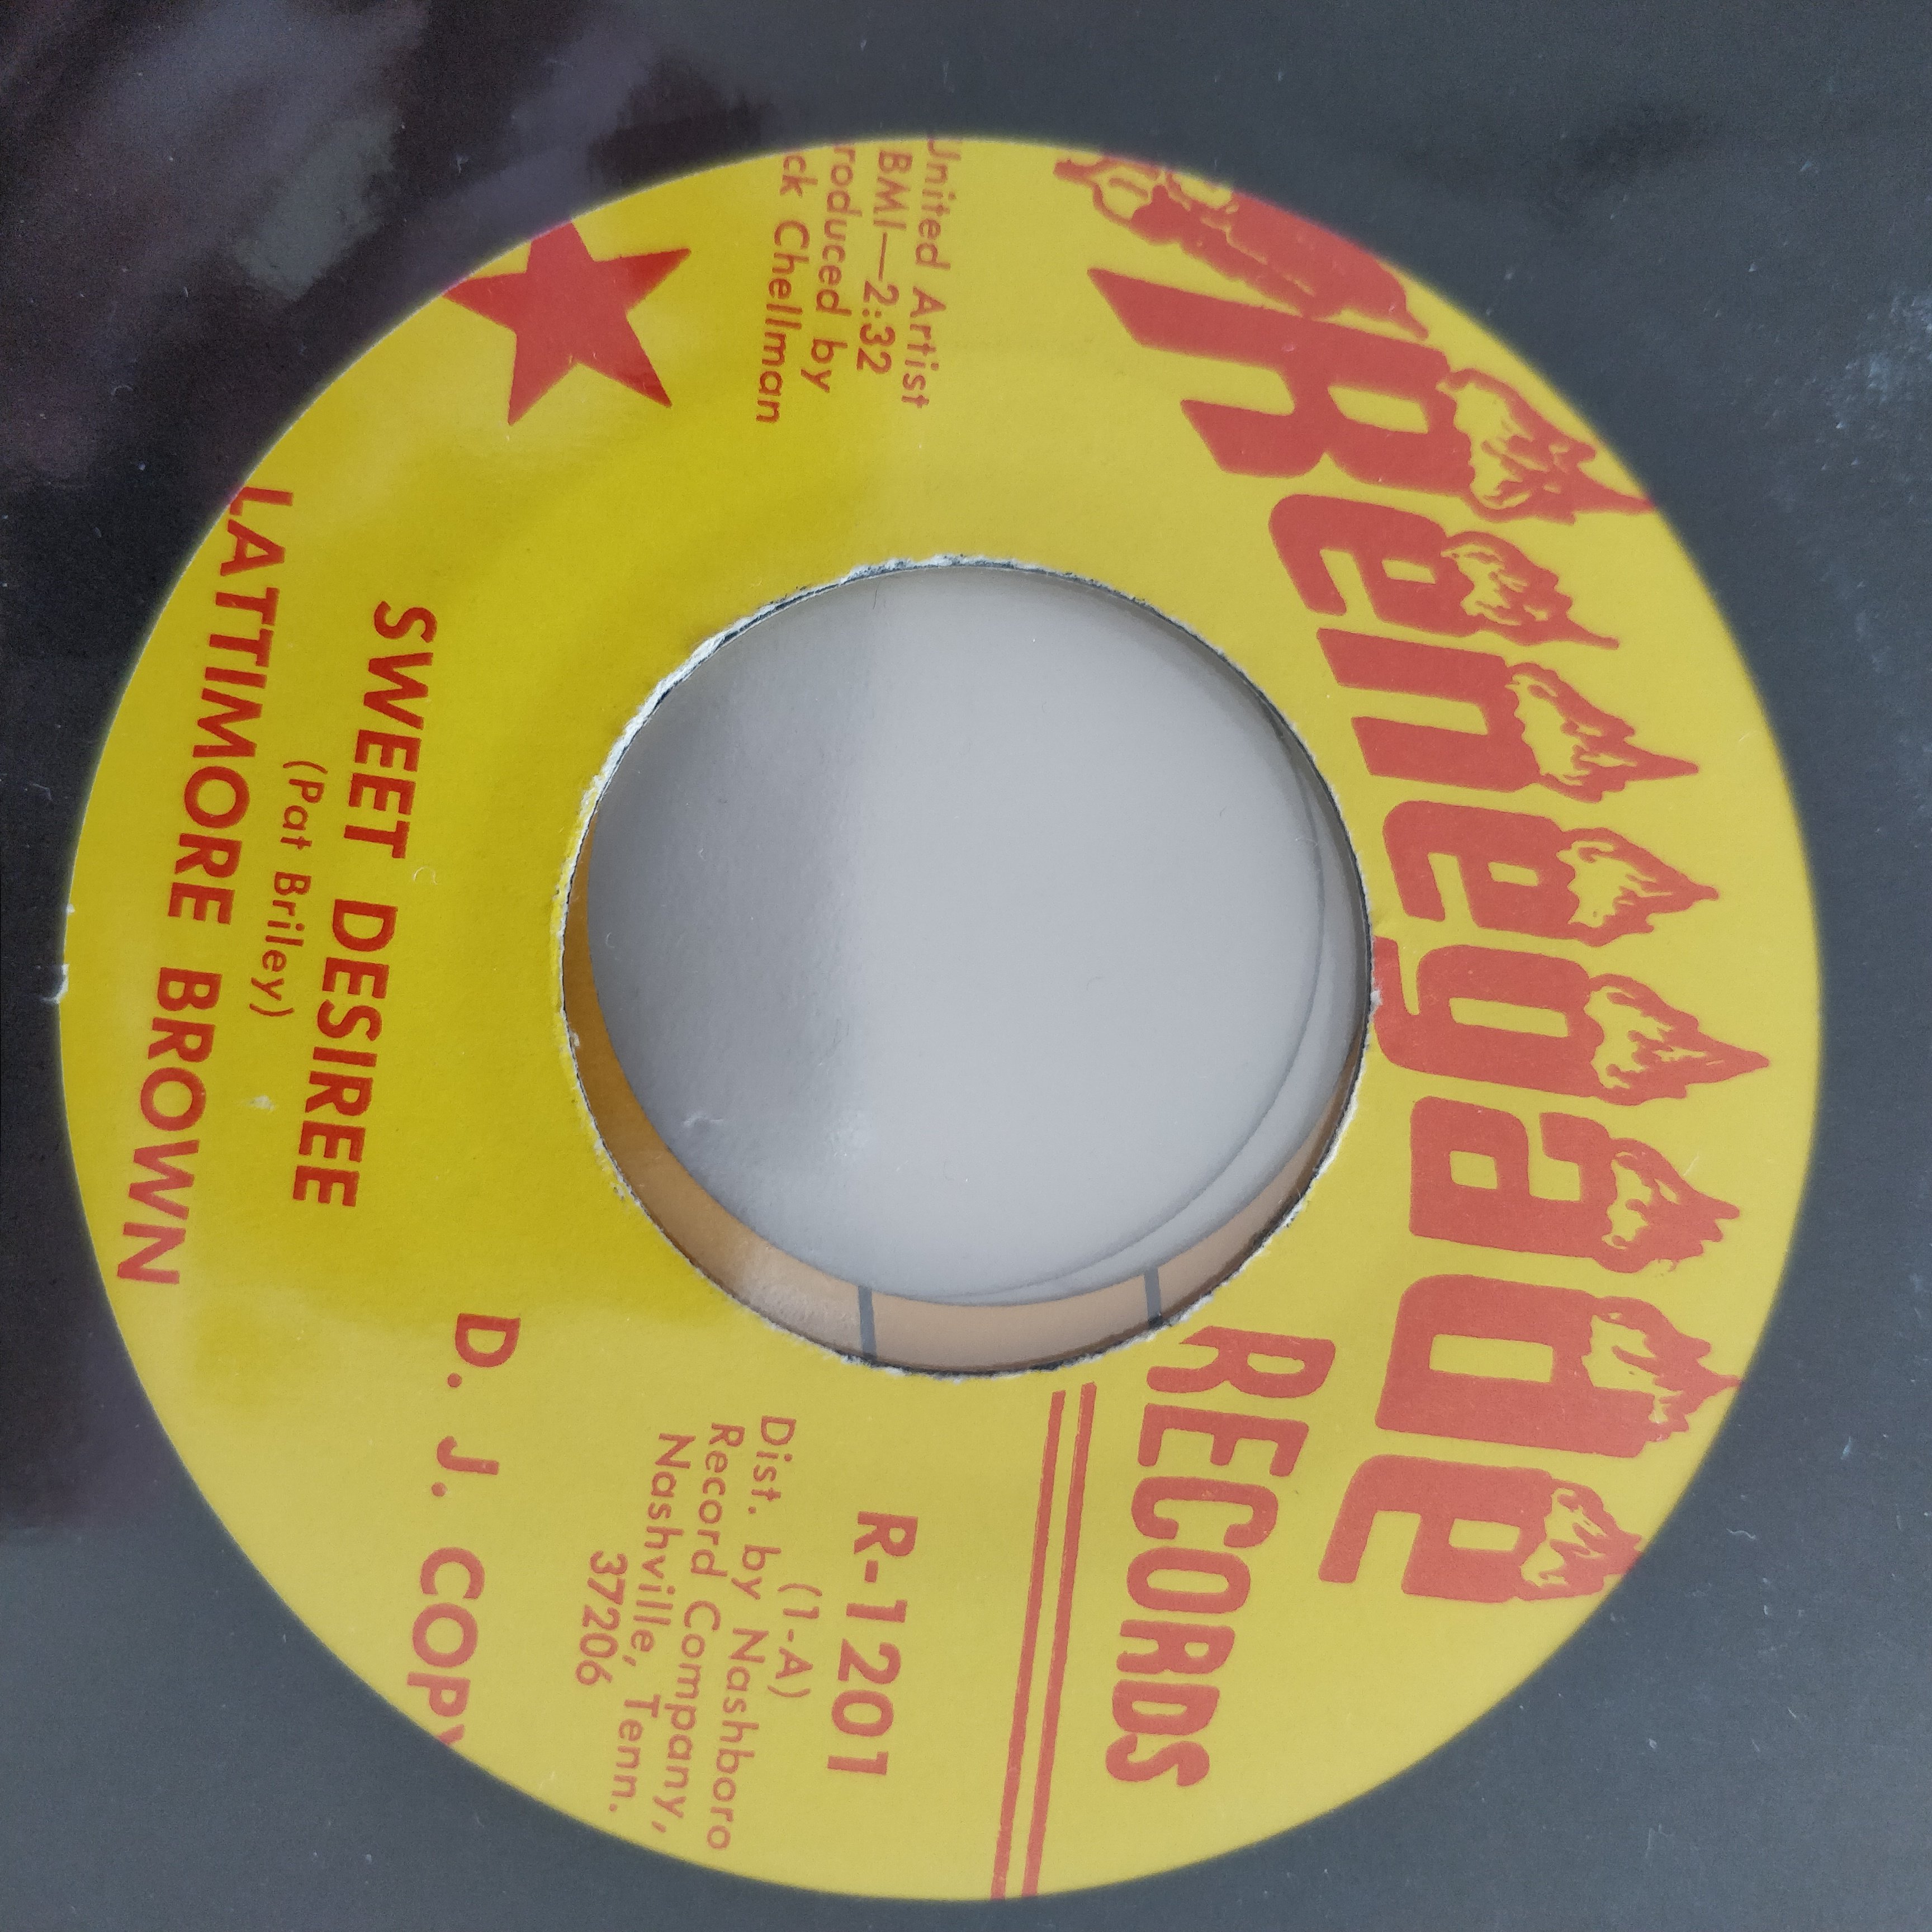 Renegade
RECORDS
United Artist
BMI—2:32
roduced by
ck Chellman
R-1201
(1-A)
Dist. by Nashboro
Record Company,
Nashville, Tenn.
37206
D. J. COPY
SWEET DESIREE
(Pat Briley)
LATTIMORE BROWN